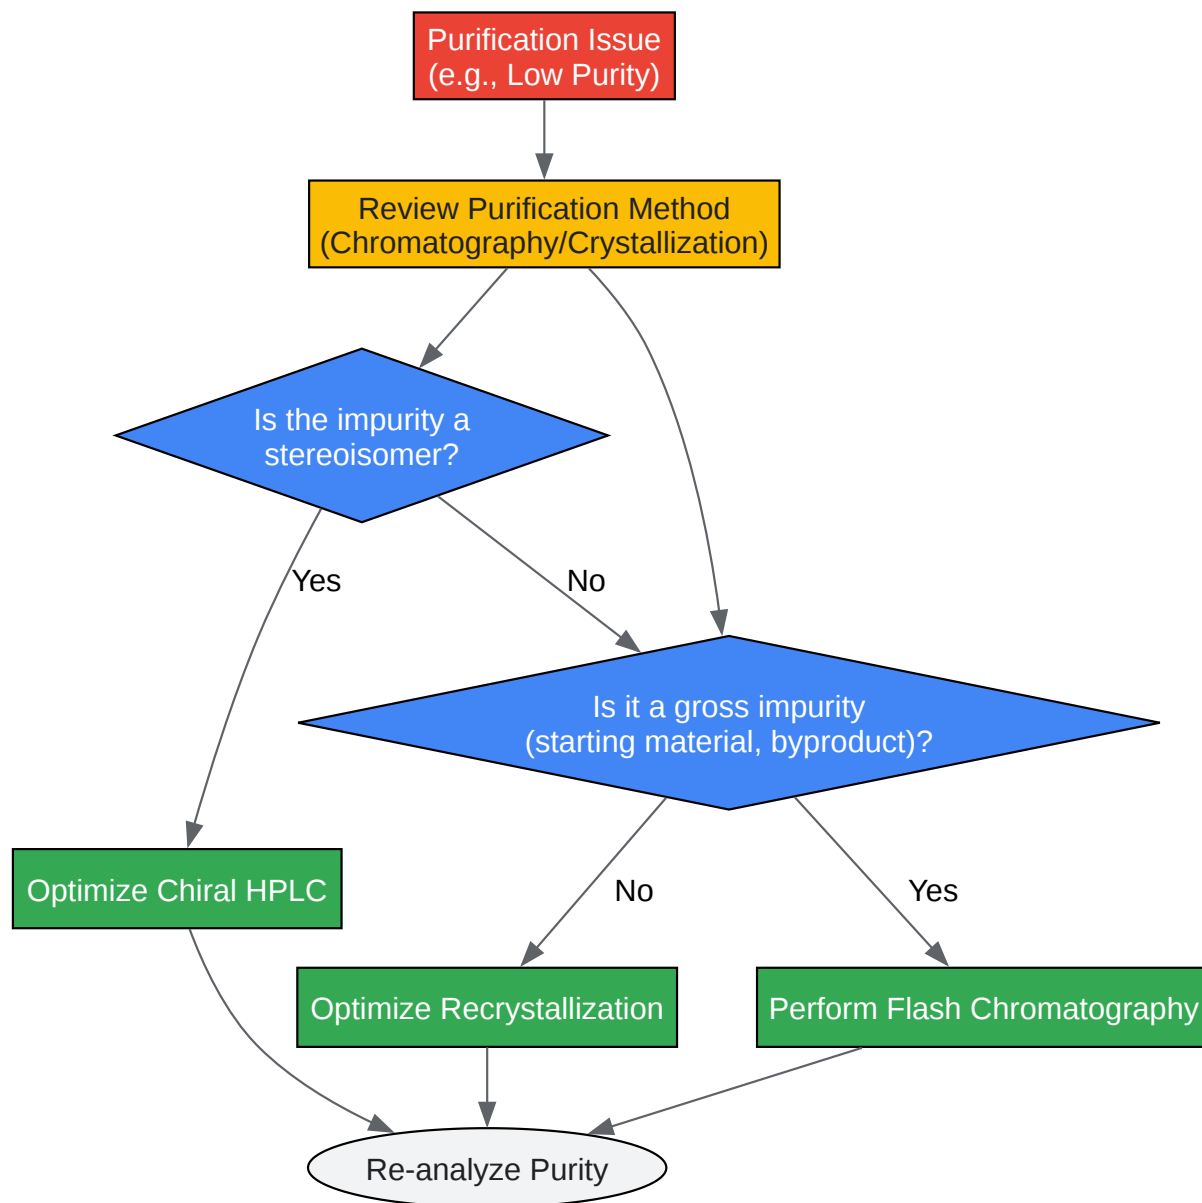 Purification Issue
(e.g., Low Purity)
Review Purification Method
(Chromatography/Crystallization)
Is the impurity a
stereoisomer?
Yes
No
Is it a gross impurity
(starting material, byproduct)?
Optimize Chiral HPLC
No
Yes
Optimize Recrystallization
Perform Flash Chromatography
Re-analyze Purity